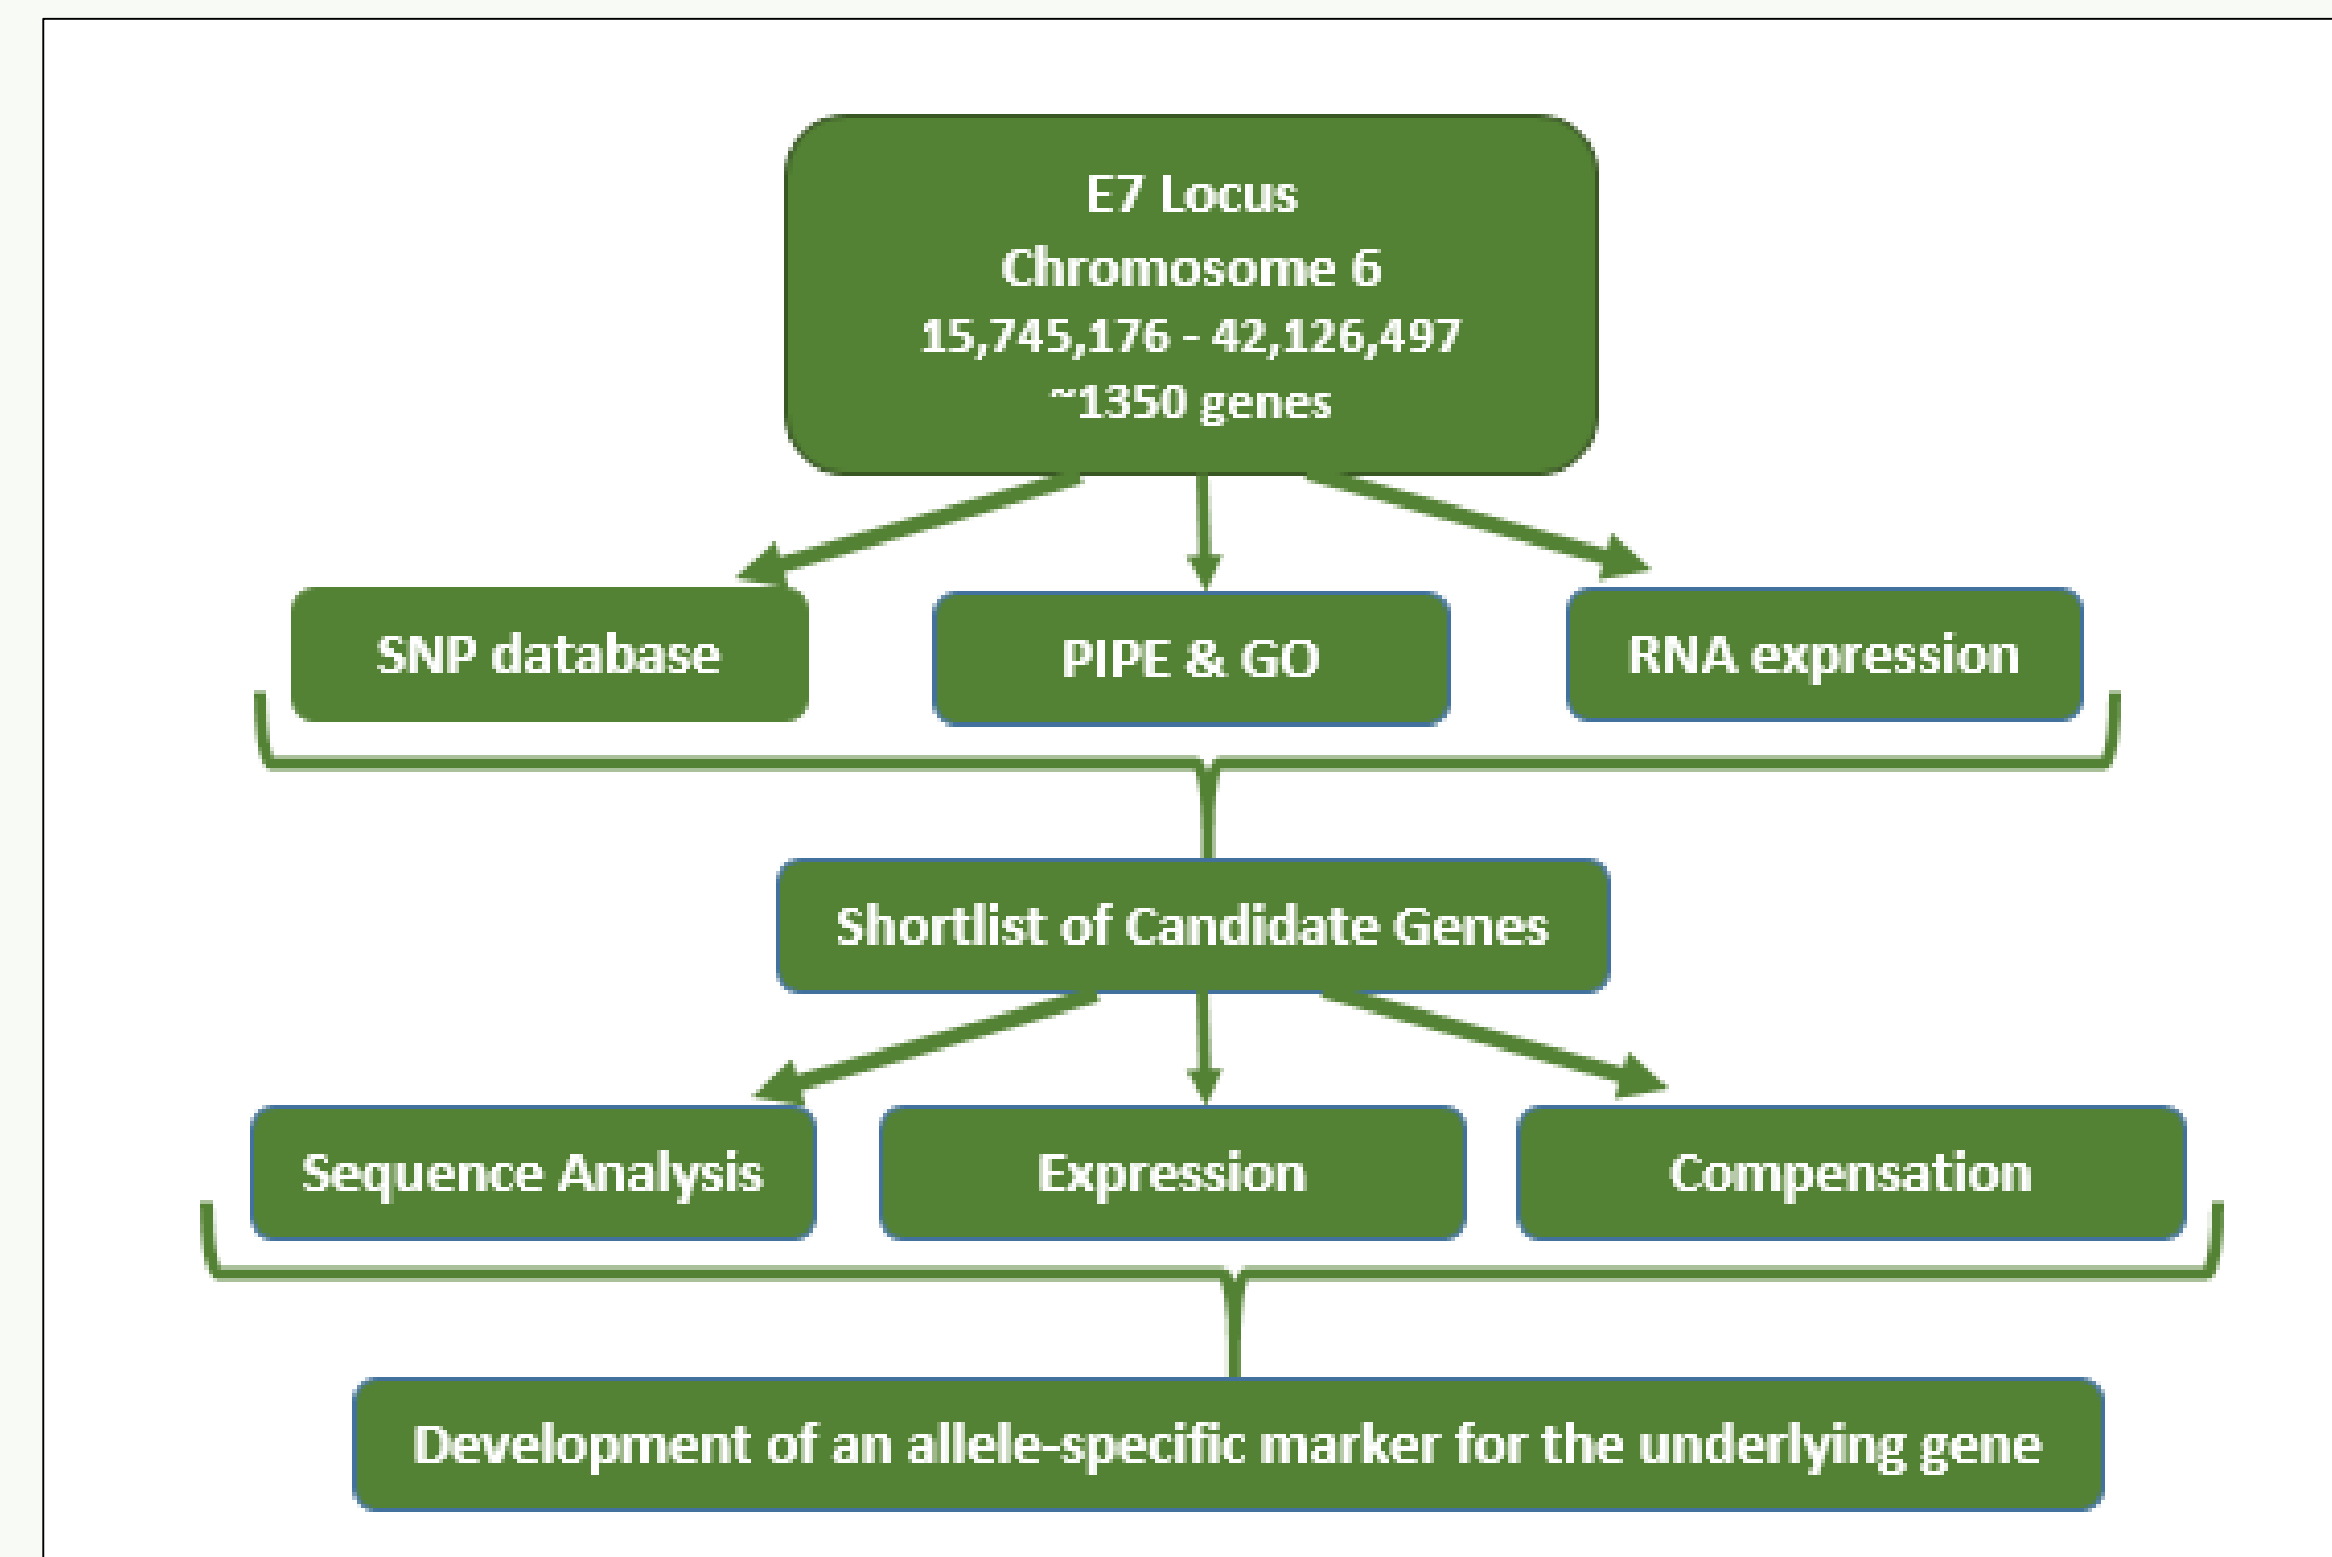 E7 Locus
Chromosome 6
15,745,176 - 42,126,497
~1350 genes
SNP database
PIPE & GO
RNA expression
Shortlist of Candidate Genes
Sequence Analysis
Expression
Compensation
Development of an allele-specific marker for the underlying gene